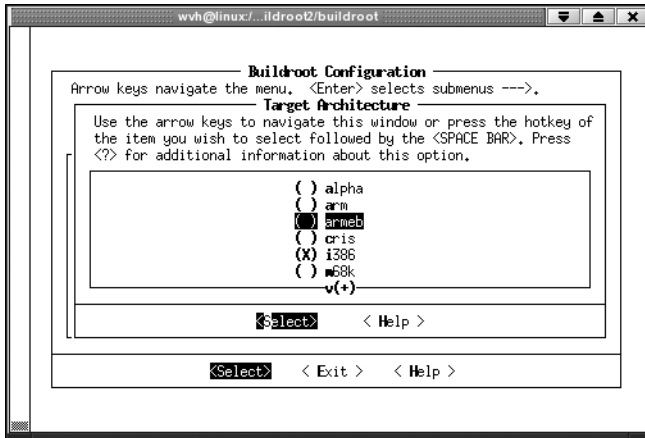 wvh@linux:/...ildroot2/buildroot
Buildroot Configuration
Arrow keys navigate the menu. <Enter> selects submenus --->.
Target Architecture
Use the arrow keys to navigate this window or press the hotkey of
the item you wish to select followed by the <SPACE BAR>. Press
<?> for additional information about this option.
( ) alpha
( ) arm
( ) armeb
( ) cris
(X) i386
( ) m68k
v(+)
<Select> < Help >
<Select> < Exit > < Help >